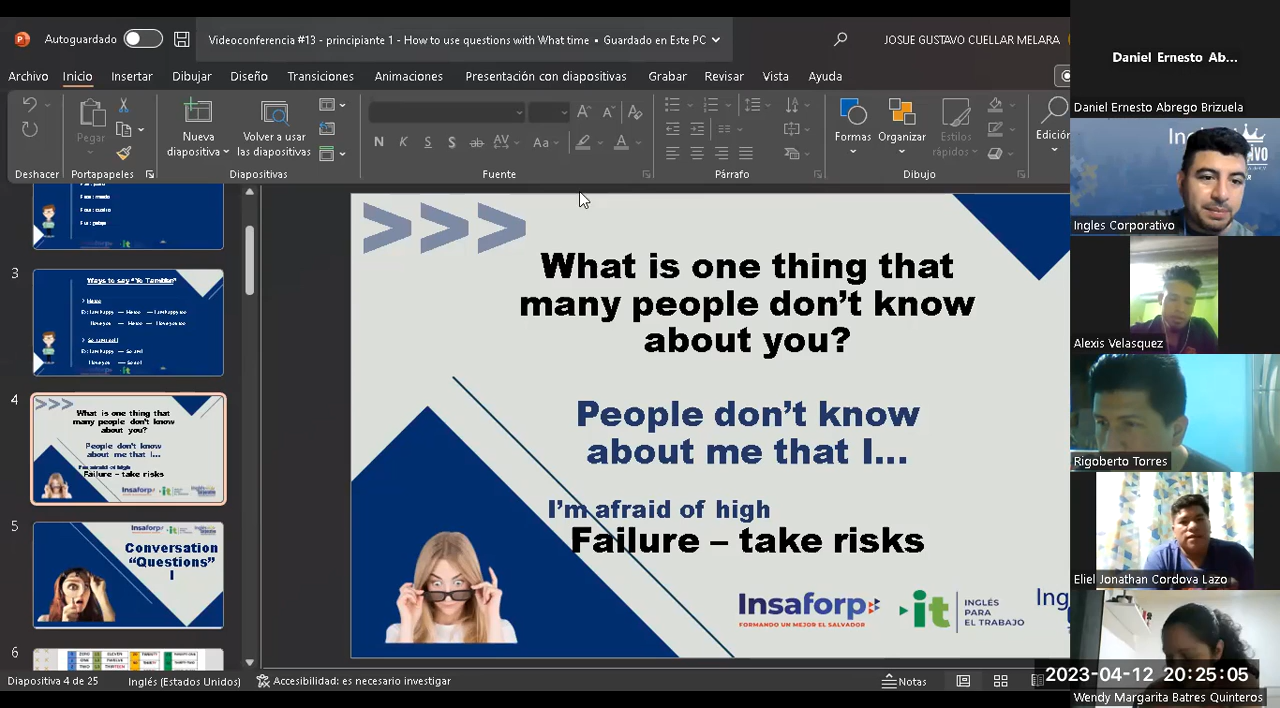 Autoguardado
Videoconferencia #13 - principiante 1 - How to use questions with What time • Guardado en Este PC
JOSUE GUSTAVO CUELLAR MELARA
Archivo Inicio Insertar Dibujar Diseño Transiciones Animaciones Presentación con diapositivas Grabar Revisar Vista Ayuda
Pegar
Nueva diapositiva
Volver a usar las diapositivas
N K S S ab AV Aa A
Formas Organizar Estilos rápidos Edición
Deshacer Portapapeles Diapositivas Fuente Párrafo Dibujo
3
Ways to say "Yo También"
4
What is one thing that
many people don't know
about you?
People don't know
about me that I...
I'm afraid of high
Failure – take risks
5
Conversation
"Questions"
I
6
>>>
What is one thing that
many people don't know
about you?
People don't know
about me that I...
I'm afraid of high
Failure – take risks
Insaforp
FORMANDO UN MEJOR EL SALVADOR
it
INGLÉS
PARA
EL TRABAJO
Ing
Diapositiva 4 de 25
Inglés (Estados Unidos)
Accesibilidad: es necesario investigar
Notas
Daniel Ernesto Ab...
Daniel Ernesto Abrego Brizuela
Ingles Corporativo
Alexis Velasquez
Rigoberto Torres
Eliel Jonathan Cordova Lazo
2023-04-12 20:25:05
Wendy Margarita Batres Quinteros